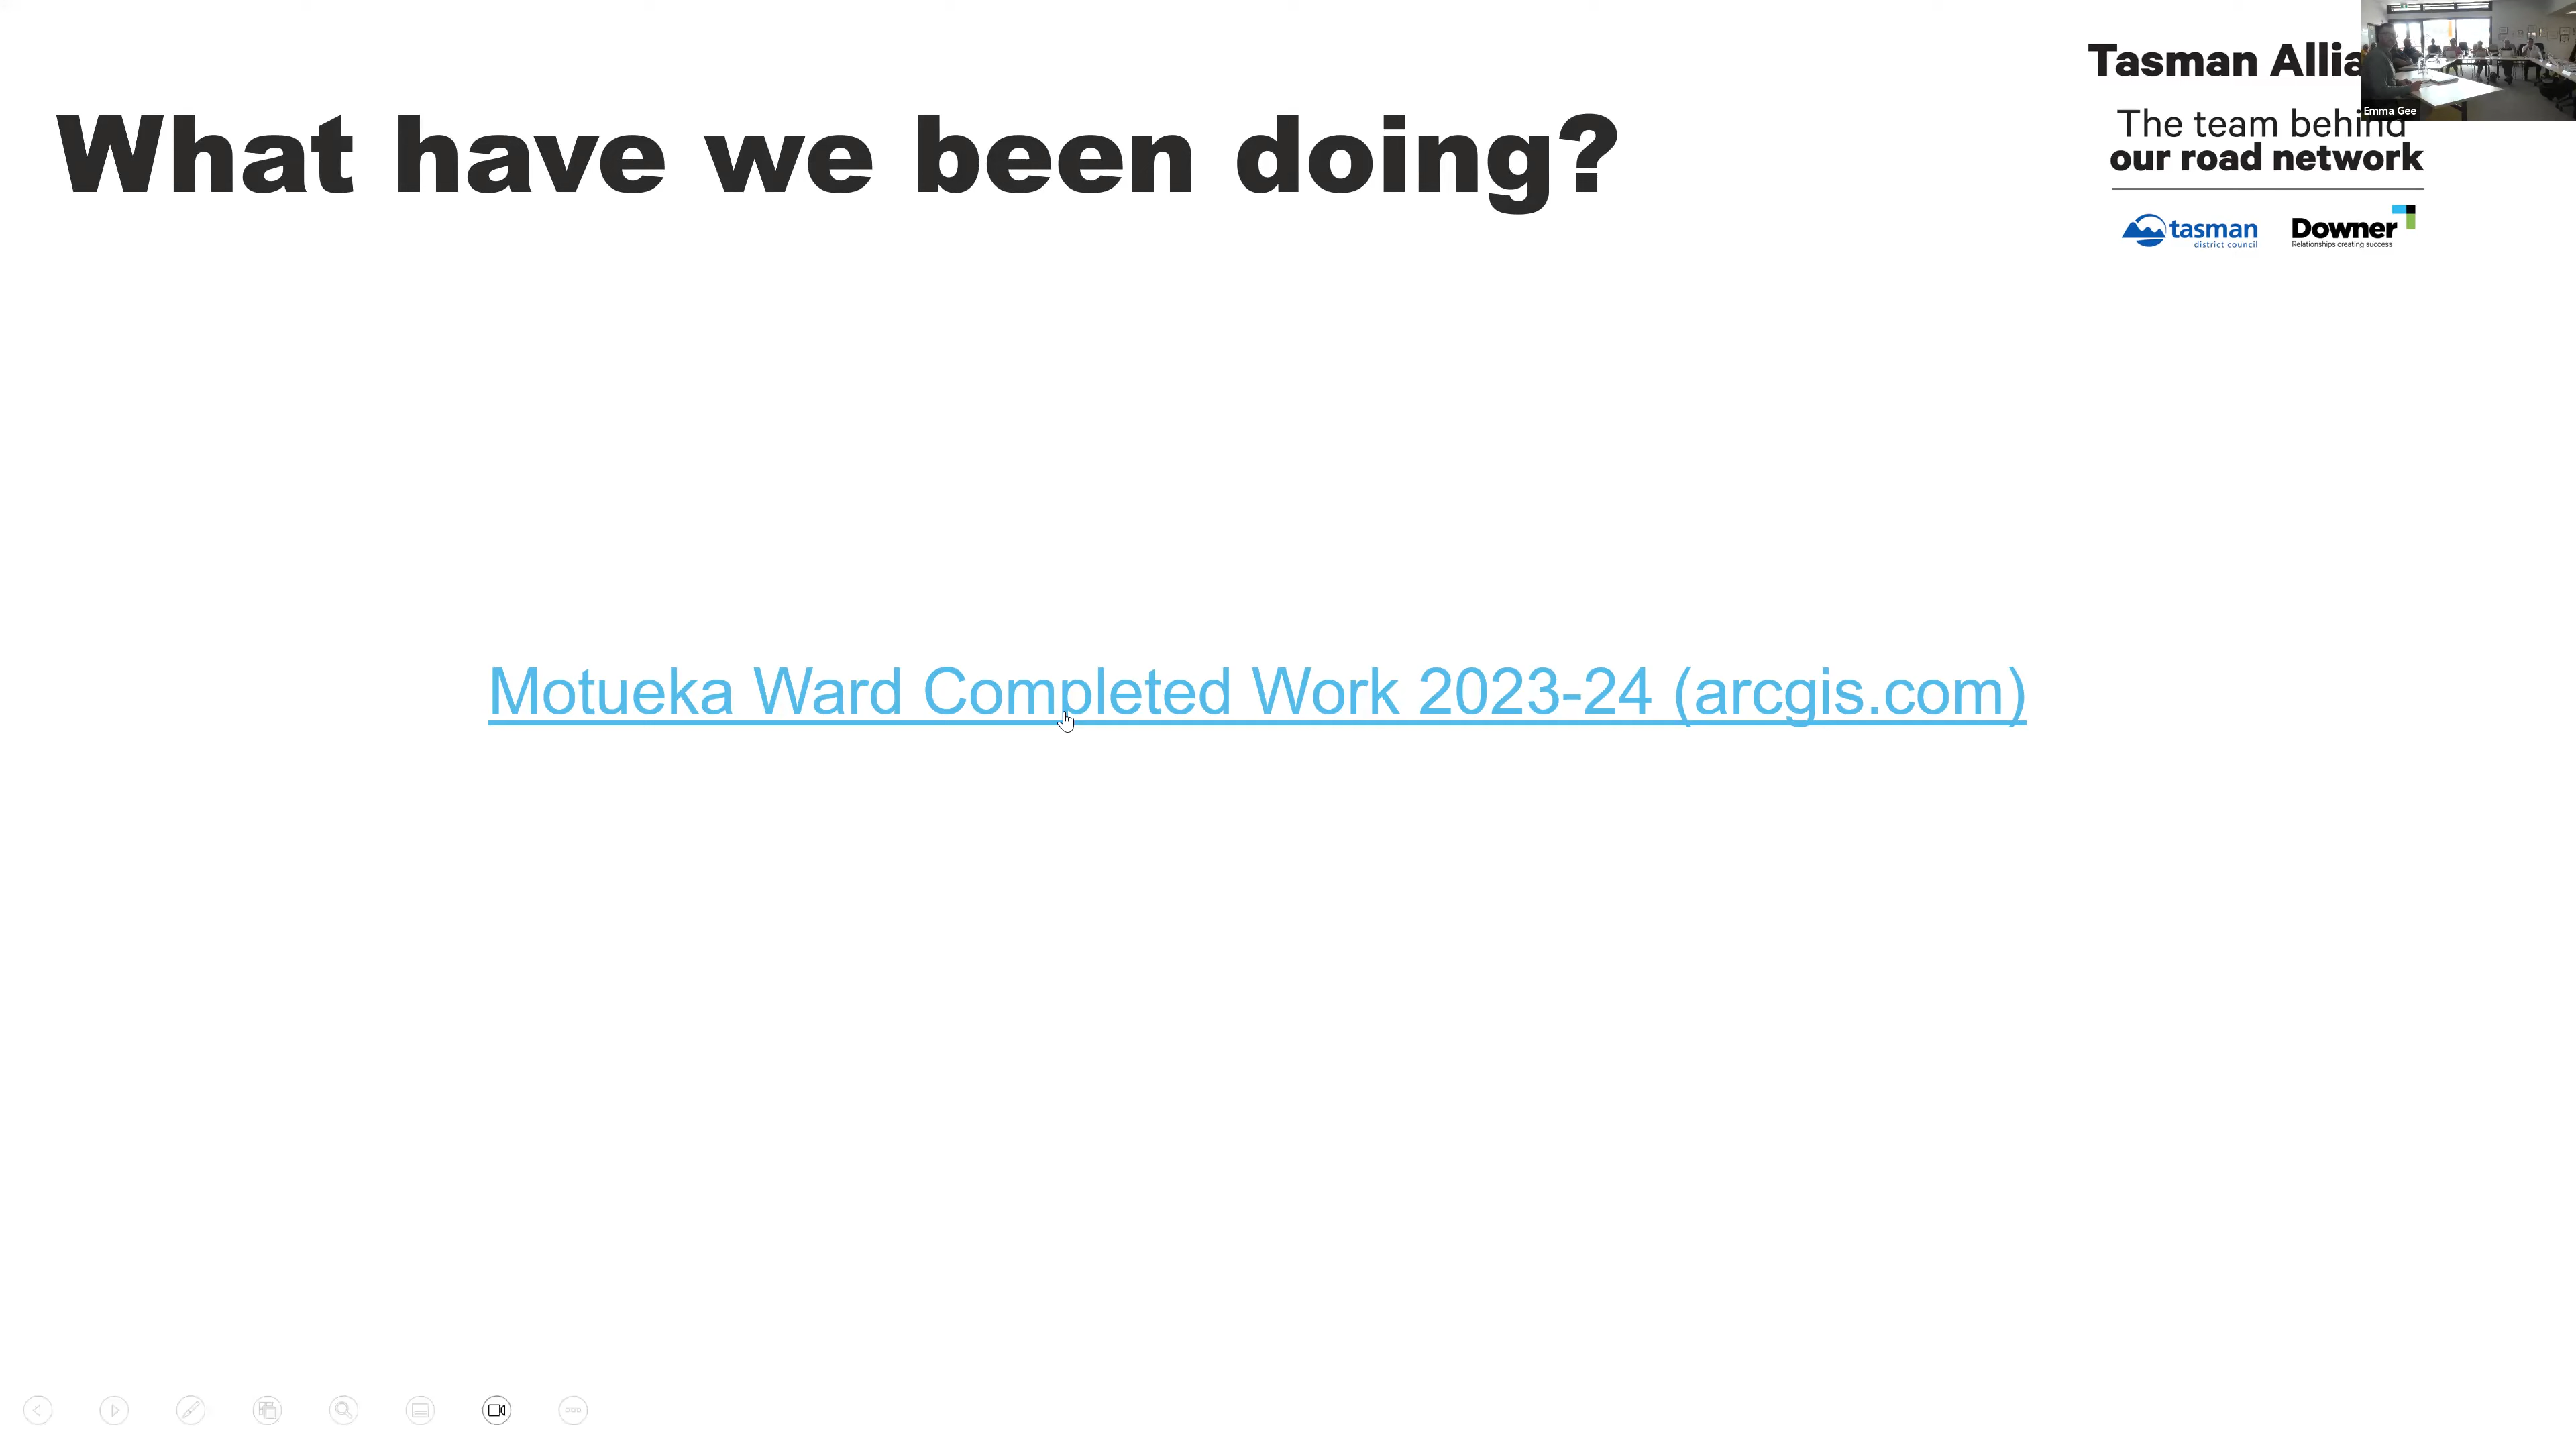 What have we been doing?
Tasman Allia
Emma Gee
The team behind
our road network
tasman
district council
Downer
Relationships creating success
Motueka Ward Completed Work 2023-24 (arcgis.com)